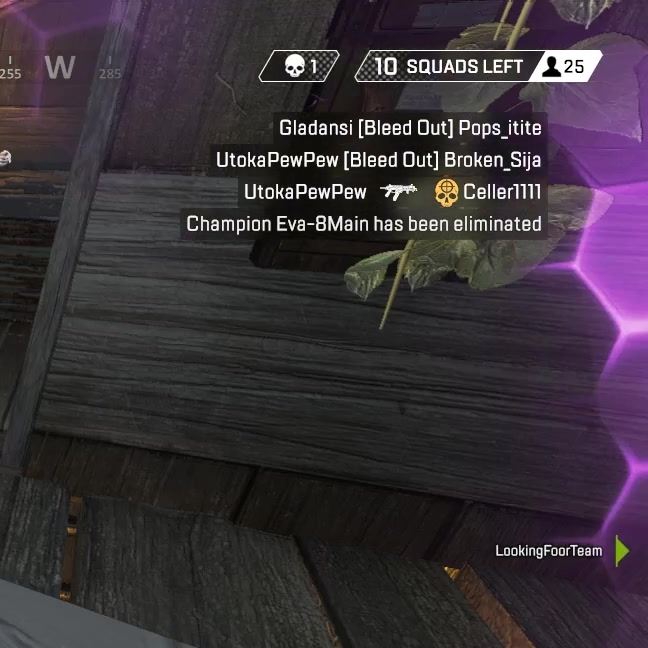 255 W 285
1 10 SQUADS LEFT 25
Gladansi [Bleed Out] Pops_itite
UtokaPewPew [Bleed Out] Broken_Sija
UtokaPewPew Celler1111
Champion Eva-8Main has been eliminated
LookingFoorTeam